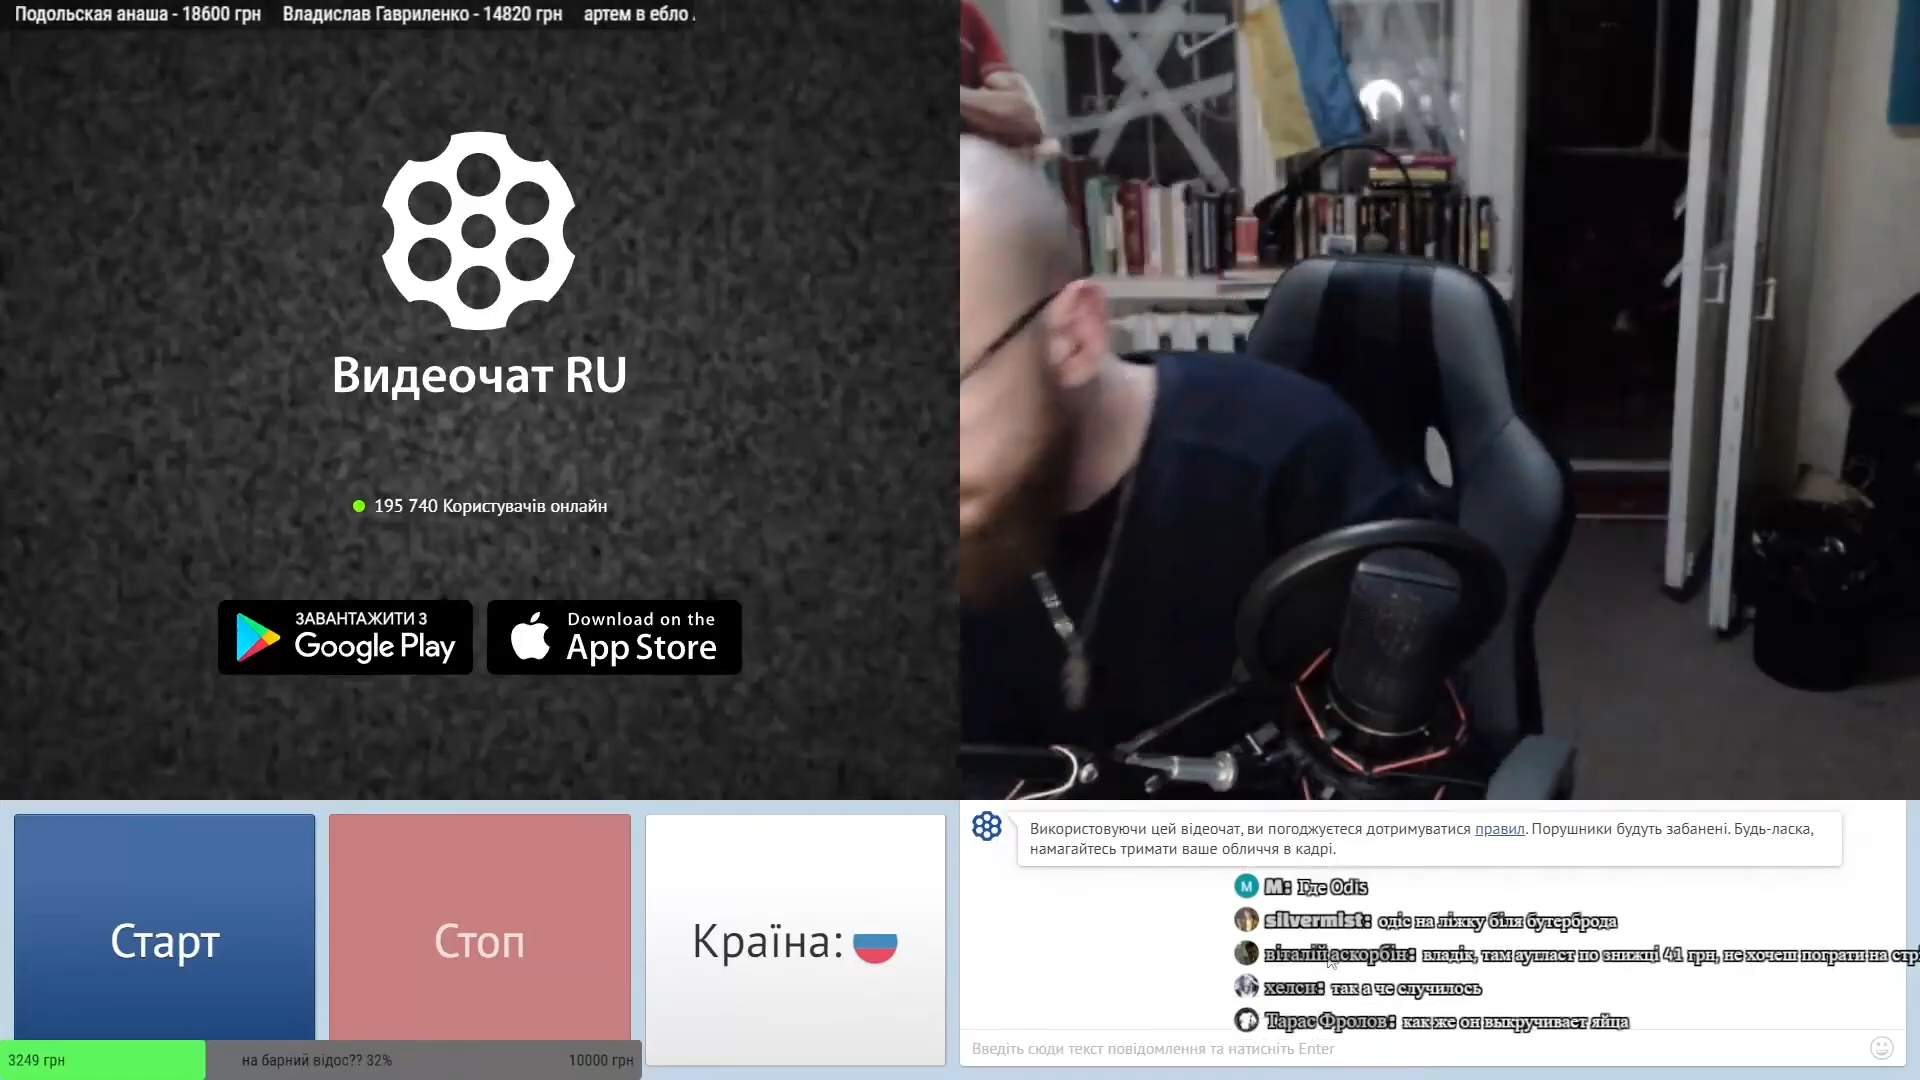 Подольская анаша - 18600 грн Владислав Гавриленко - 14820 грн артем в ебло
Видеочат RU
195 740 Користувачів онлайн
ЗАВАНТАЖИТИ З
Google Play
Download on the
App Store
Старт
Стоп
Країна:
3249 грн
на барний відос?? 32%
10000 грн
Використовуючи цей відеочат, ви погоджуєтеся дотримуватися правил. Порушники будуть забанені. Будь-ласка,
намагайтесь тримати ваше обличчя в кадрі.
M
M: Где Odis
silvermist: одіс на ліжку біля бутерброда
віталій аскорбін: владік, там аутласт по знижці 41 грн, не хочеш пограти на стрі
хелси: так а че случилось
Тарас Фролов: как же он выкручивает яйца
Введіть сюди текст повідомлення та натисніть Enter